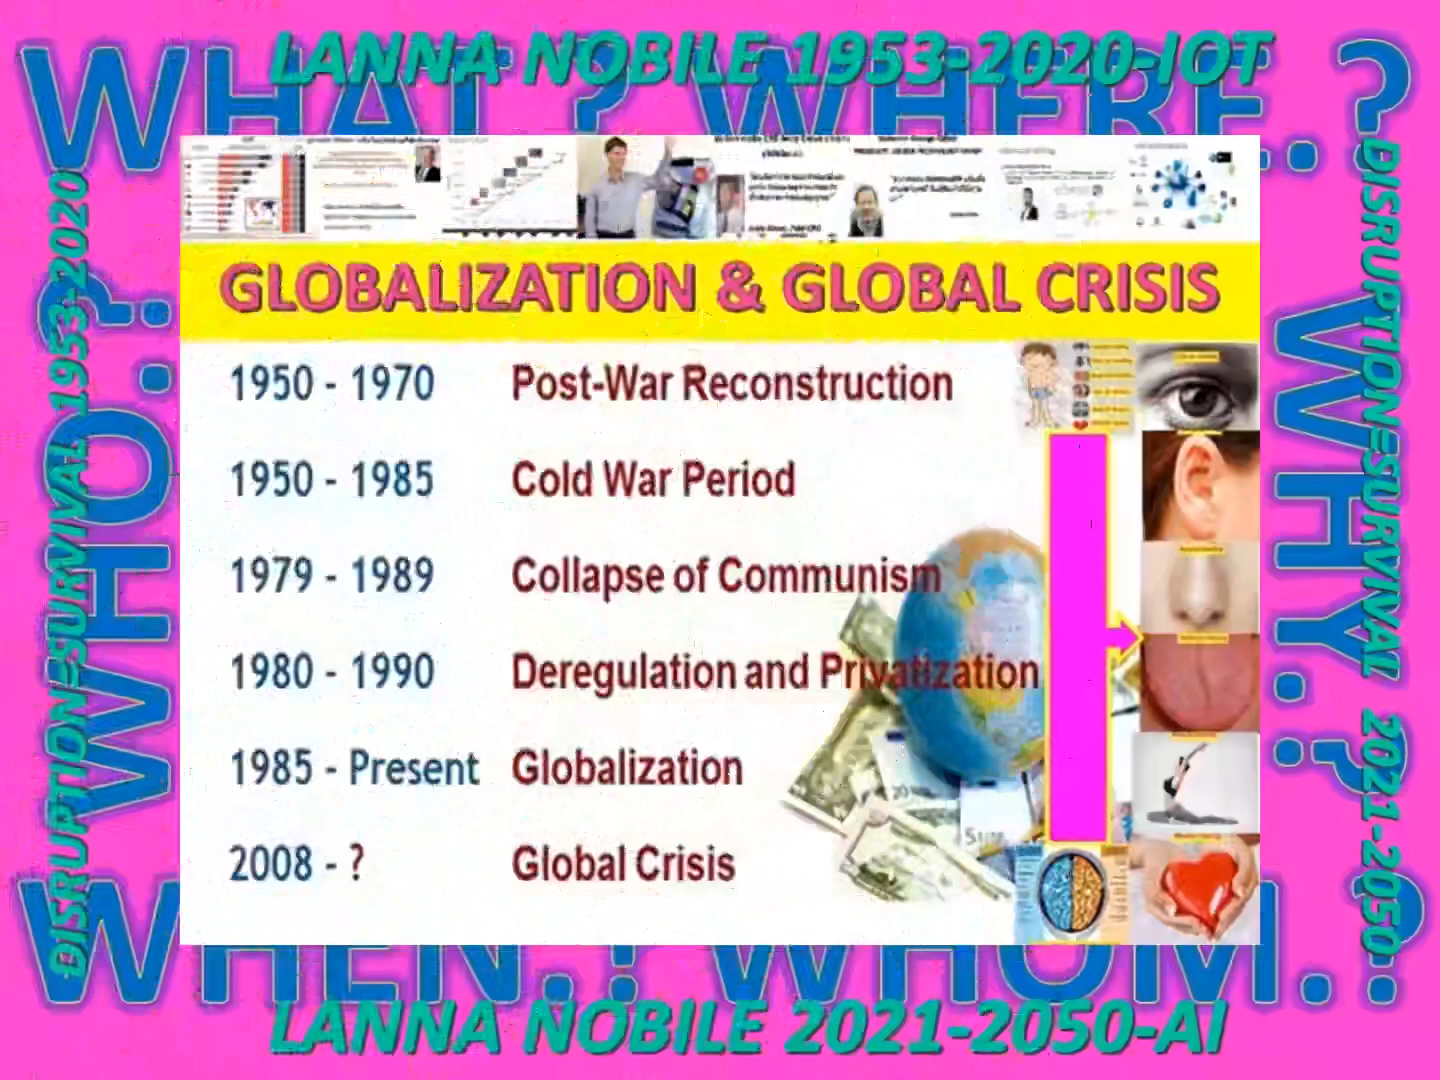 LANNA NOBILE 1953-2020-IOT
WHAT.? WHERE.?
GLOBALIZATION & GLOBAL CRISIS
1950 - 1970 Post-War Reconstruction
1950 - 1985 Cold War Period
1979 - 1989 Collapse of Communism
1980 - 1990 Deregulation and Privatization
1985 - Present Globalization
2008 - ? Global Crisis
WHO.?
DISRUPTION=SURVIVAL 1953-2020
WHY.?
DISRUPTION=SURVIVAL 2021-2050
WHEN.? WHOM.?
LANNA NOBILE 2021-2050-AI